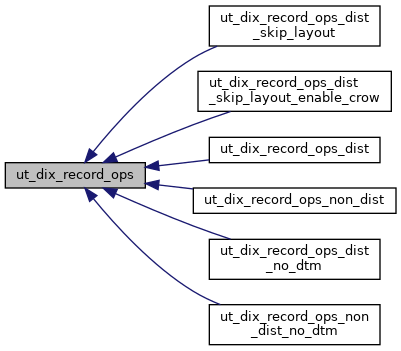 ut_dix_record_ops_dist
_skip_layout
ut_dix_record_ops_dist
_skip_layout_enable_crow
ut_dix_record_ops_dist
ut_dix_record_ops
ut_dix_record_ops_non_dist
ut_dix_record_ops_dist
_no_dtm
ut_dix_record_ops_non
_dist_no_dtm